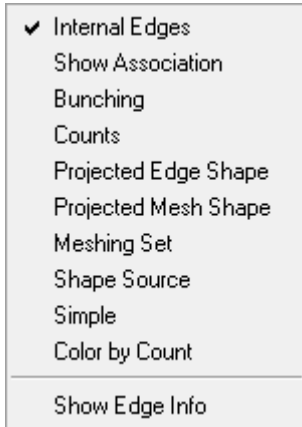 Internal Edges
Show Association
Bunching
Counts
Projected Edge Shape
Projected Mesh Shape
Meshing Set
Shape Source
Simple
Color by Count
Show Edge Info